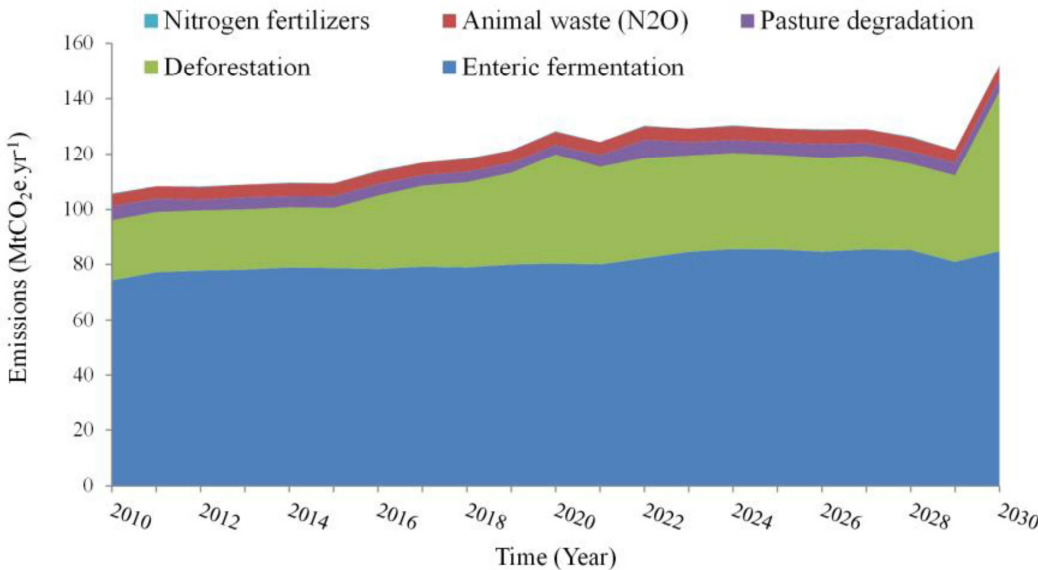 Nitrogen fertilizers Animal waste (N2O) Pasture degradation
Deforestation Enteric fermentation
160
140
120
100
80
60
40
20
0
Emissions (MtCO₂e.yr⁻¹)
2010 2012 2014 2016 2018 2020 2022 2024 2026 2028 2030
Time (Year)